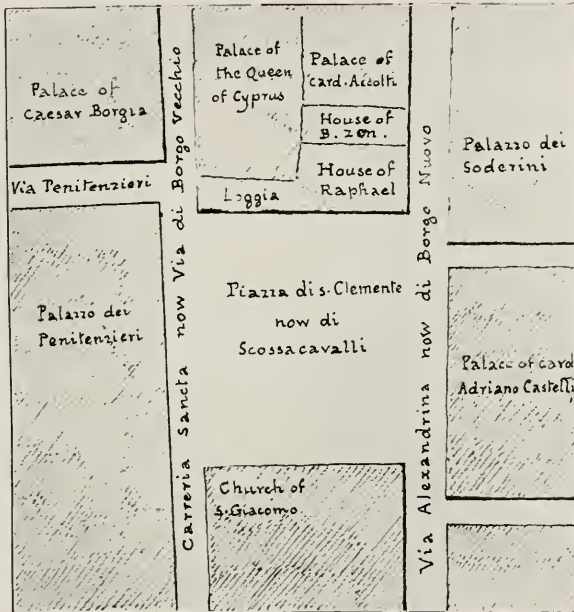 Palace of
Caesar Borgia
Via Penitenzieri
Palazzo dei
Penitenzieri
Carreria Sancta now Via di Borgo Vecchio
Palace of
the Queen
of Cyprus
Palace of
Card. Accolti
House of
B. Zon.
House of
Raphael
Loggia
Piazza di S. Clemente
now di
Scossacavalli
Church of
S. Giacomo
Via Alexandrina now di Borgo Nuovo
Palazzo dei
Soderini
Palace of card
Adriano Castelli